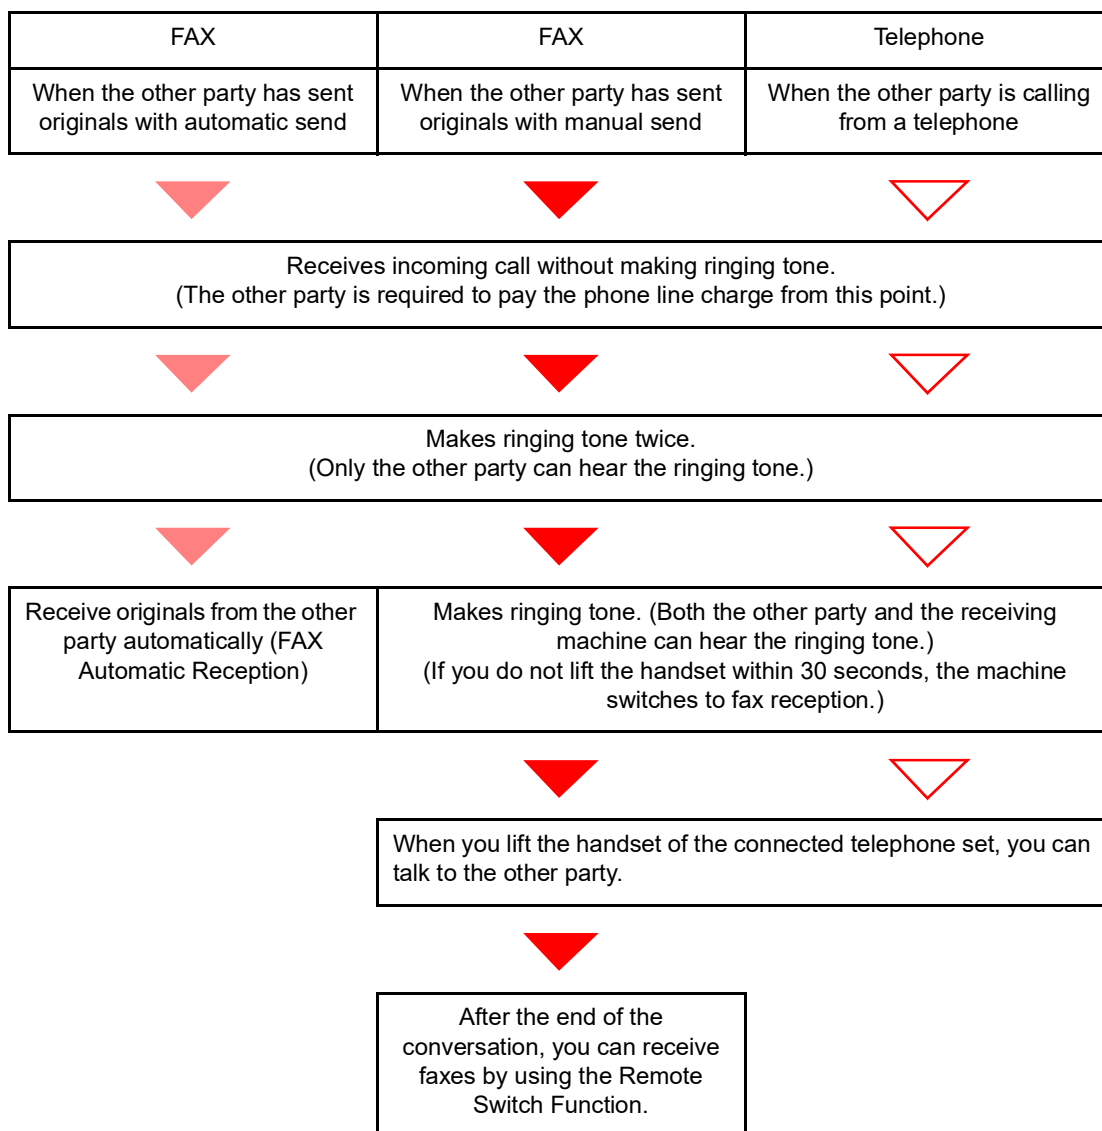 FAX
FAX
Telephone
When the other party has sent
originals with automatic send
When the other party has sent
originals with manual send
When the other party is calling
from a telephone
Receives incoming call without making ringing tone.
(The other party is required to pay the phone line charge from this point.)
Makes ringing tone twice.
(Only the other party can hear the ringing tone.)
Receive originals from the other
party automatically (FAX
Automatic Reception)
Makes ringing tone. (Both the other party and the receiving
machine can hear the ringing tone.)
(If you do not lift the handset within 30 seconds, the machine
switches to fax reception.)
When you lift the handset of the connected telephone set, you can
talk to the other party.
After the end of the
conversation, you can receive
faxes by using the Remote
Switch Function.